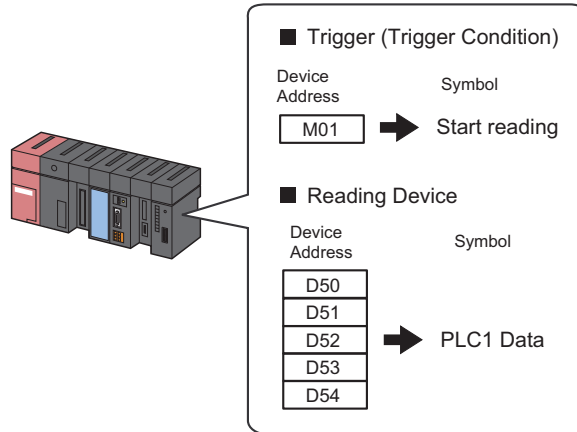 ■ Trigger (Trigger Condition)
Device
Address
Symbol
M01
Start reading
■ Reading Device
Device
Address
Symbol
D50
D51
D52
D53
D54
PLC1 Data